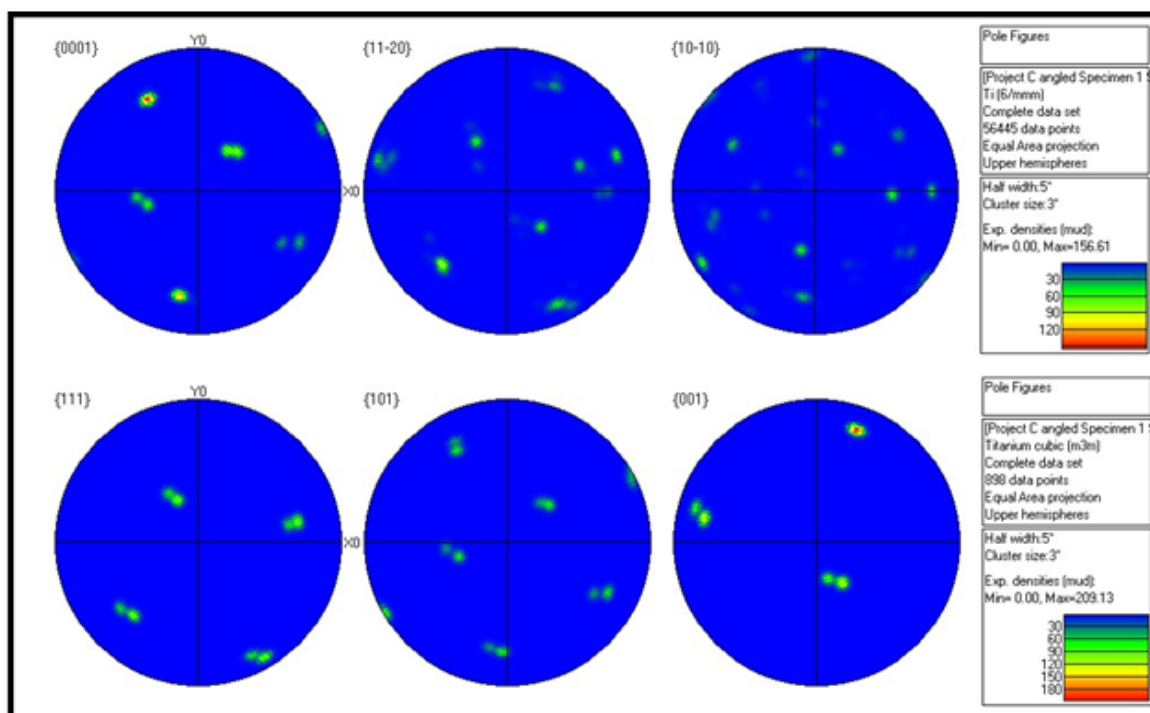 {0001}
Y0
{11-20}
{10-10}
X0
Pole Figures
[Project C angled Specimen 1 S
Ti (6/mmm)
Complete data set
56445 data points
Equal Area projection
Upper hemispheres
Half width:5°
Cluster size:3°
Exp. densities (mud):
Min= 0.00, Max=156.61
30
60
90
120
{111}
Y0
{101}
{001}
X0
Pole Figures
[Project C angled Specimen 1 S
Titanium cubic (m3m)
Complete data set
898 data points
Equal Area projection
Upper hemispheres
Half width:5°
Cluster size:3°
Exp. densities (mud):
Min= 0.00, Max=209.13
30
60
90
120
150
180